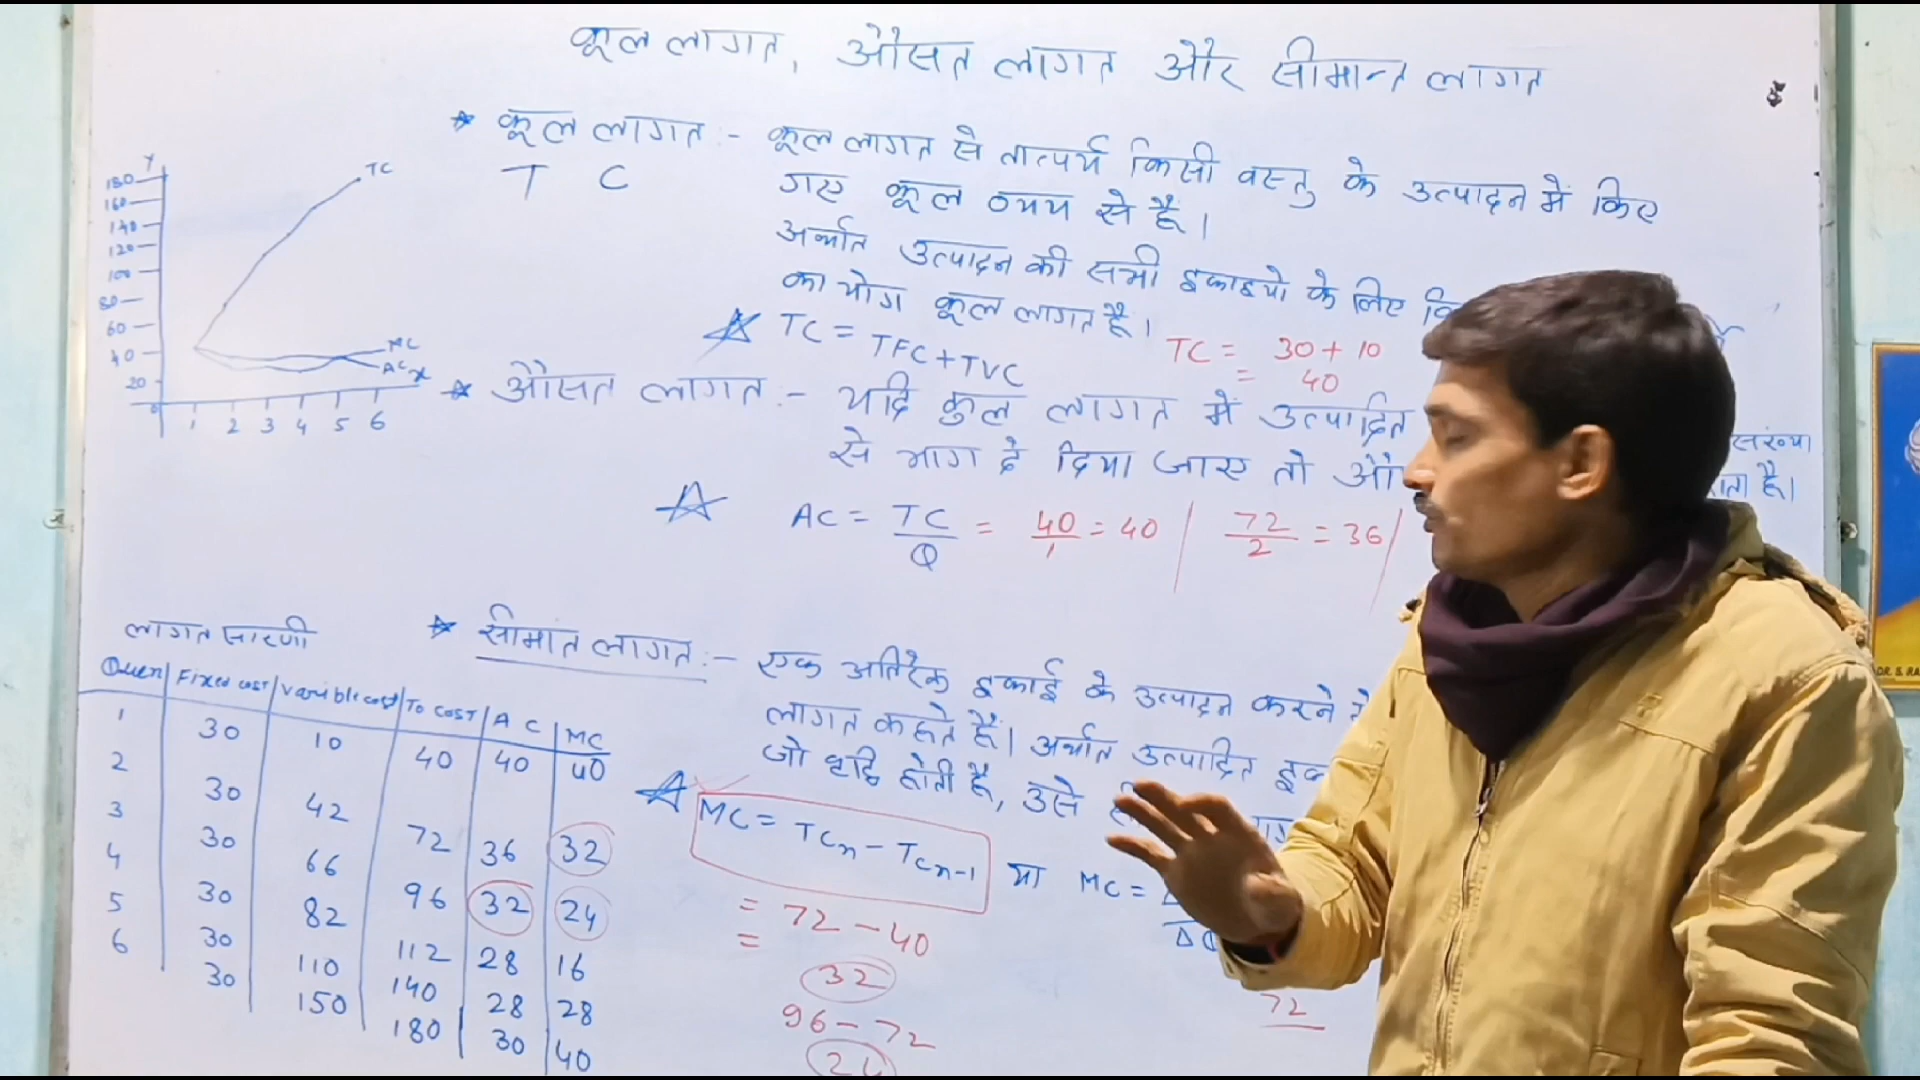 कूल लागत, औसत लागत और सीमान्त लागत
* कूल लागत :- कूल लागत से तात्पर्य किसी वस्तु के उत्पादन में किए
T C
गए कूल व्यय से हैं।
अर्थात उत्पादन की सभी इकाइयो के लिए
का योग कूल लागत हैं।
TC = TFC + TVC
TC = 30 + 10
= 40
* औसत लागत :- यदि कुल लागत में उत्पादित
संख्या
से भाग दे दिया जाए तो
है।
AC = TC/Q = 40/1 = 40 | 72/2 = 36 |
* सीमांत लागत :- एक अतिरेक इकाई के उत्पादन करने
लागत कहते हैं। अर्थात उत्पादित
जो वृद्धि होती है, उसे
MC = TCn - TCn-1 या MC =
= 72 - 40
= 32
96 - 72
24
72
Y
180
160
140
120
100
80
60
40
20
0
1 2 3 4 5 6
TC
MC
AC
X
लागत सारणी
Quen | Fixed cost | Variable cost | To cost | A C | MC
1 30 10 40 40 40
2 30 42 72 36 32
3 30 66 96 32 24
4 30 82 112 28 16
5 30 110 140 28 28
6 30 150 180 30 40
DR. S. RA